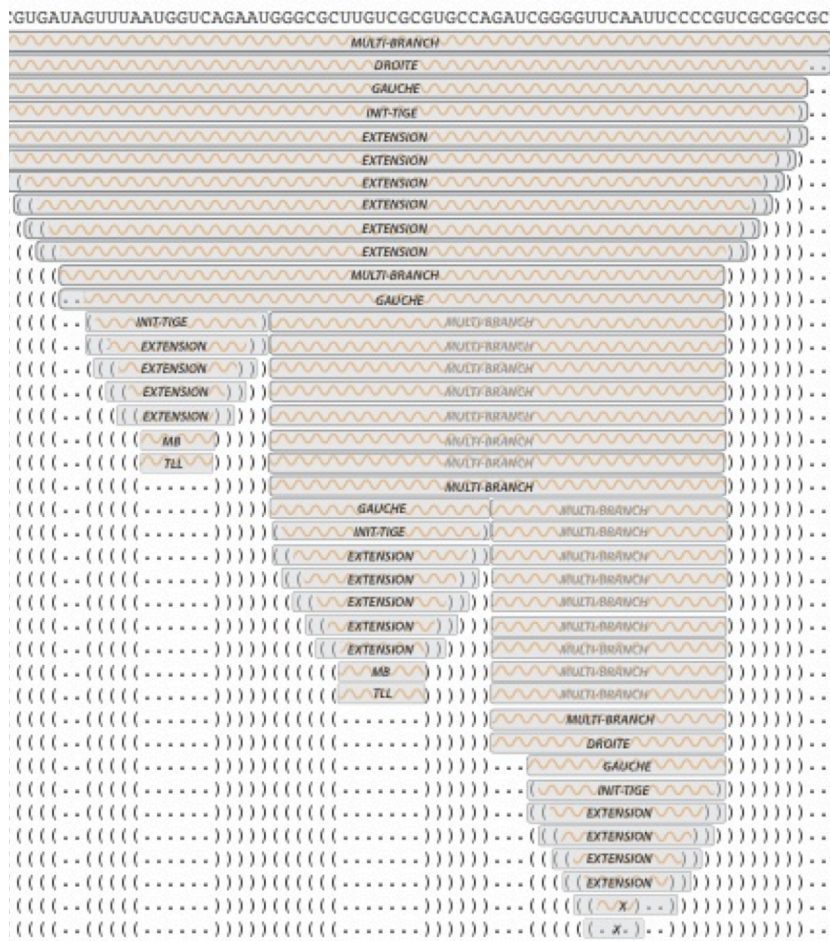 CGUGAUAGUUUAAUGGUCAGAAUGGGCGCUUGUCGCGUGCCAGAUCGGGGUUCAAUUCCCCGUCGCGGCGC
MULTI-BRANCH
DROITE ..
GAUCHE ..
INIT-TIGE )..
EXTENSION ))..
EXTENSION )))..
( EXTENSION ))))..
(( EXTENSION )))))..
((( EXTENSION ))))))..
(((( EXTENSION )))))))..
(((( MULTI-BRANCH )))))))..
((((.. GAUCHE )))))))..
((((..( INIT-TIGE ) MULTI-BRANCH )))))))..
((((..(( EXTENSION )) MULTI-BRANCH )))))))..
((((..((( EXTENSION ))) MULTI-BRANCH )))))))..
((((..(((( EXTENSION )))) MULTI-BRANCH )))))))..
((((..((((( EXTENSION ))))) MULTI-BRANCH )))))))..
((((..((((( MB ))))) MULTI-BRANCH )))))))..
((((..((((( TLL ))))) MULTI-BRANCH )))))))..
((((..(((((......))))) MULTI-BRANCH )))))))..
((((..(((((......))))) GAUCHE MULTI-BRANCH )))))))..
((((..(((((......)))))( INIT-TIGE ) MULTI-BRANCH )))))))..
((((..(((((......)))))(( EXTENSION )) MULTI-BRANCH )))))))..
((((..(((((......)))))((( EXTENSION ))) MULTI-BRANCH )))))))..
((((..(((((......)))))(((( EXTENSION )))) MULTI-BRANCH )))))))..
((((..(((((......)))))((((( EXTENSION ))))) MULTI-BRANCH )))))))..
((((..(((((......)))))(((((( EXTENSION )))))) MULTI-BRANCH )))))))..
((((..(((((......)))))(((((( MB )))))) MULTI-BRANCH )))))))..
((((..(((((......)))))(((((( TLL )))))) MULTI-BRANCH )))))))..
((((..(((((......)))))((((((.......)))))) MULTI-BRANCH )))))))..
((((..(((((......)))))((((((.......)))))) DROITE )))))))..
((((..(((((......)))))((((((.......))))))... GAUCHE )))))))..
((((..(((((......)))))((((((.......))))))...( INIT-TIGE ))))))))..
((((..(((((......)))))((((((.......))))))...(( EXTENSION )))))))))..
((((..(((((......)))))((((((.......))))))...((( EXTENSION ))))))))))..
((((..(((((......)))))((((((.......))))))...(((( EXTENSION )))))))))))..
((((..(((((......)))))((((((.......))))))...((((( EXTENSION ))))))))))))..
((((..(((((......)))))((((((.......))))))...(((((( X )..))))))))))))..
((((..(((((......)))))((((((.......))))))...(((((. X .)..))))))))))))..